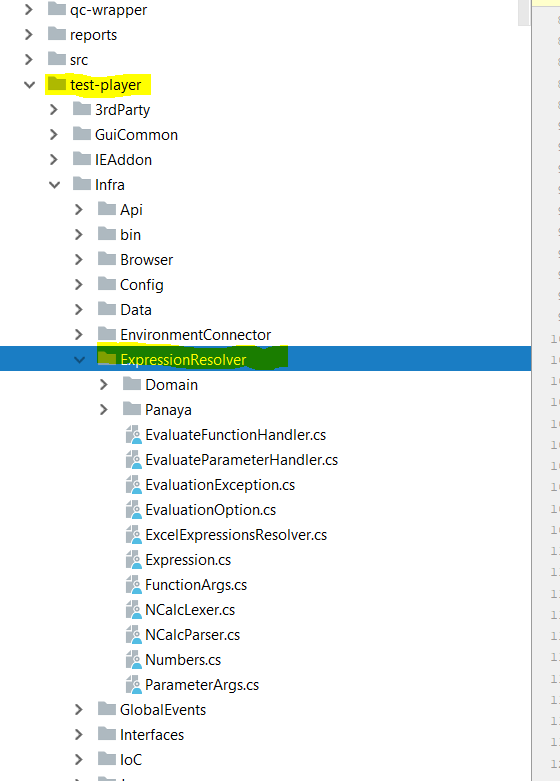 qc-wrapper
reports
src
test-player
3rdParty
GuiCommon
IEAddon
Infra
Api
bin
Browser
Config
Data
EnvironmentConnector
ExpressionResolver
Domain
Panaya
EvaluateFunctionHandler.cs
EvaluateParameterHandler.cs
EvaluationException.cs
EvaluationOption.cs
ExcelExpressionsResolver.cs
Expression.cs
FunctionArgs.cs
NCalcLexer.cs
NCalcParser.cs
Numbers.cs
ParameterArgs.cs
GlobalEvents
Interfaces
IoC